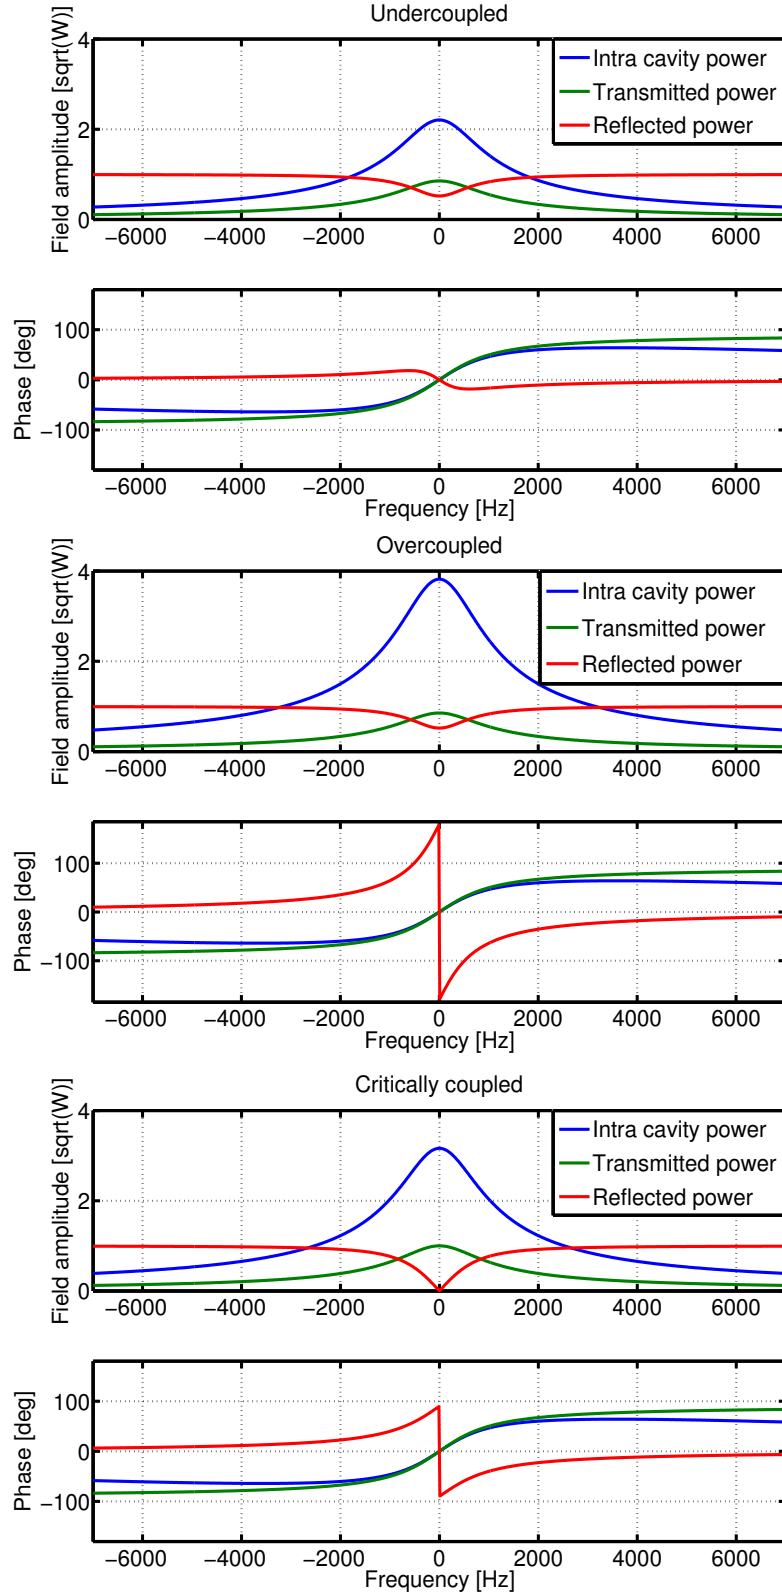 Undercoupled
Field amplitude [sqrt(W)]
4
2
0
Intra cavity power
Transmitted power
Reflected power
−6000 −4000 −2000 0 2000 4000 6000
Phase [deg]
100
0
−100
−6000 −4000 −2000 0 2000 4000 6000
Frequency [Hz]
Overcoupled
Field amplitude [sqrt(W)]
4
2
0
Intra cavity power
Transmitted power
Reflected power
−6000 −4000 −2000 0 2000 4000 6000
Phase [deg]
100
0
−100
−6000 −4000 −2000 0 2000 4000 6000
Frequency [Hz]
Critically coupled
Field amplitude [sqrt(W)]
4
2
0
Intra cavity power
Transmitted power
Reflected power
−6000 −4000 −2000 0 2000 4000 6000
Phase [deg]
100
0
−100
−6000 −4000 −2000 0 2000 4000 6000
Frequency [Hz]